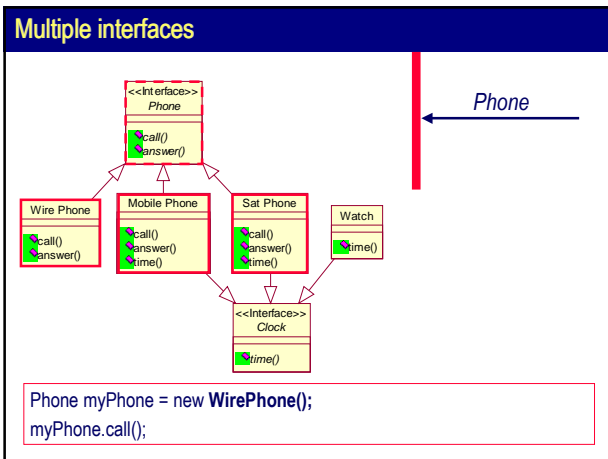 Multiple interfaces
<<Interface>>
Phone
call()
answer()
Phone
Wire Phone
call()
answer()
Mobile Phone
call()
answer()
time()
Sat Phone
call()
answer()
time()
Watch
time()
<<Interface>>
Clock
time()
Phone myPhone = new WirePhone();
myPhone.call();